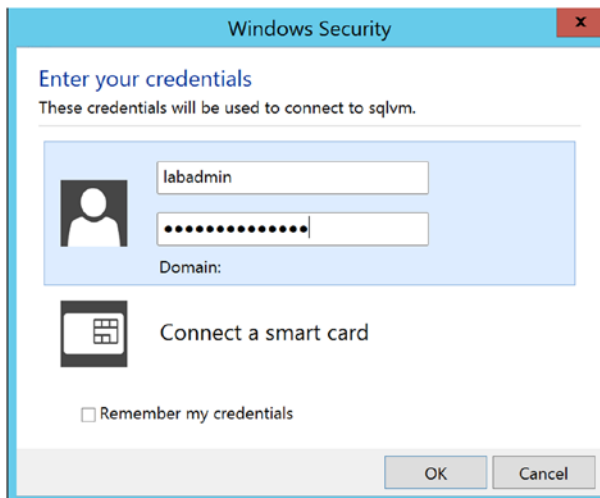 Windows Security
x
Enter your credentials
These credentials will be used to connect to sqlvm.
labadmin
••••••••••••••
Domain:
Connect a smart card
Remember my credentials
OK
Cancel